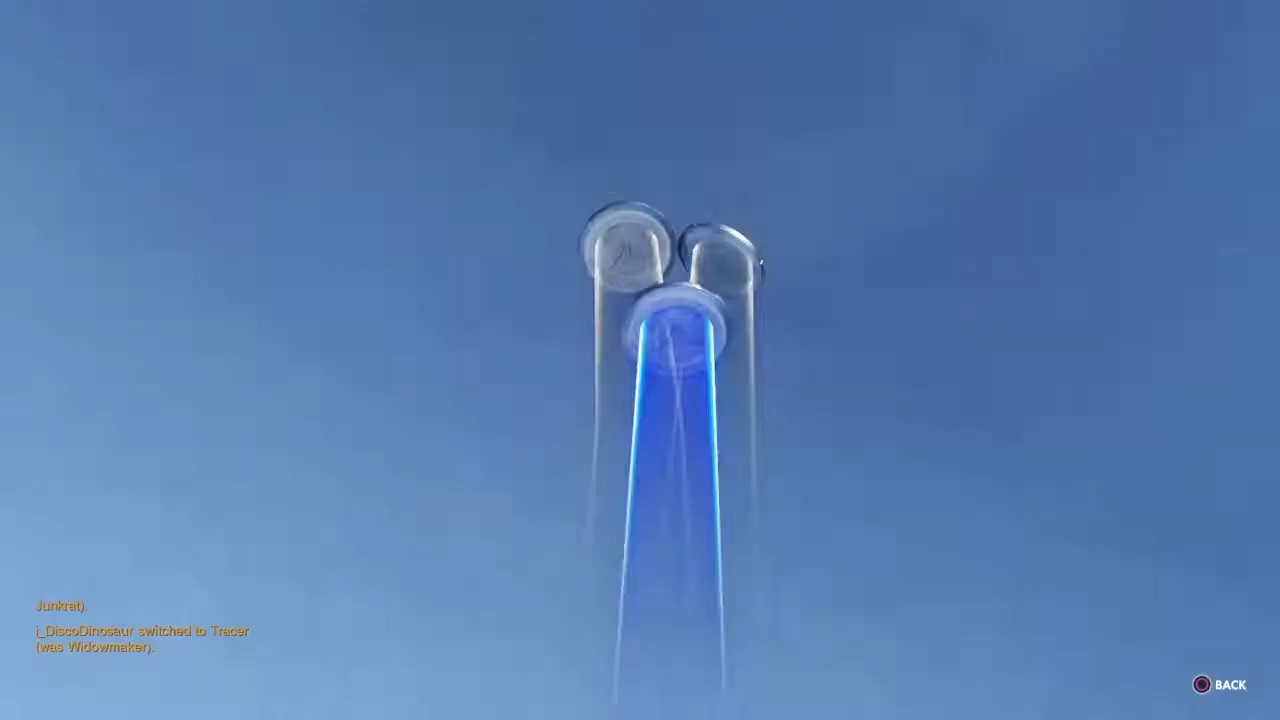 Junkrat).
i_DiscoDinosaur switched to Tracer
(was Widowmaker).
BACK